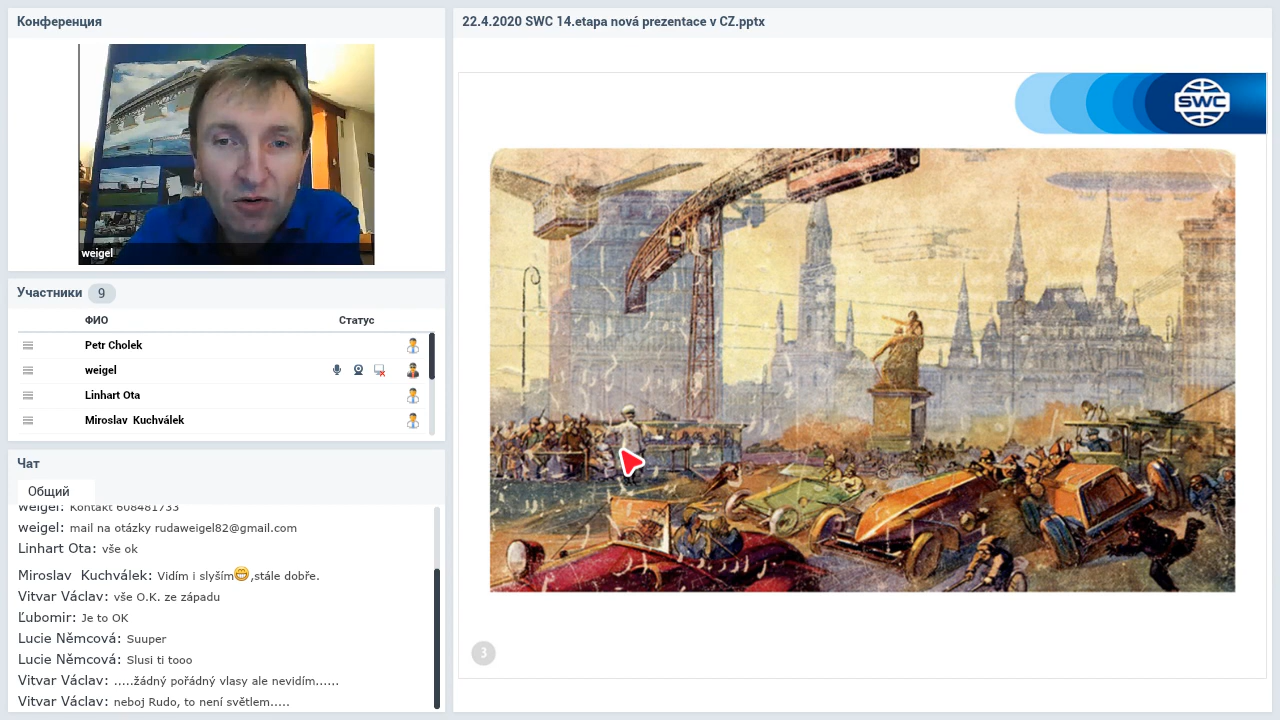 Конференция
weigel
Участники 9
ФИО Статус
Petr Cholek
weigel
Linhart Ota
Miroslav Kuchválek
Чат
Общий
weigel: Kontakt 608481733
weigel: mail na otázky rudaweigel82@gmail.com
Linhart Ota: vše ok
Miroslav Kuchválek: Vidím i slyším😁,stále dobře.
Vitvar Václav: vše O.K. ze západu
Ľubomir: Je to OK
Lucie Němcová: Suuper
Lucie Němcová: Slusi ti tooo
Vitvar Václav: .....žádný pořádný vlasy ale nevidím......
Vitvar Václav: neboj Rudo, to není světlem.....
22.4.2020 SWC 14.etapa nová prezentace v CZ.pptx
SWC
3